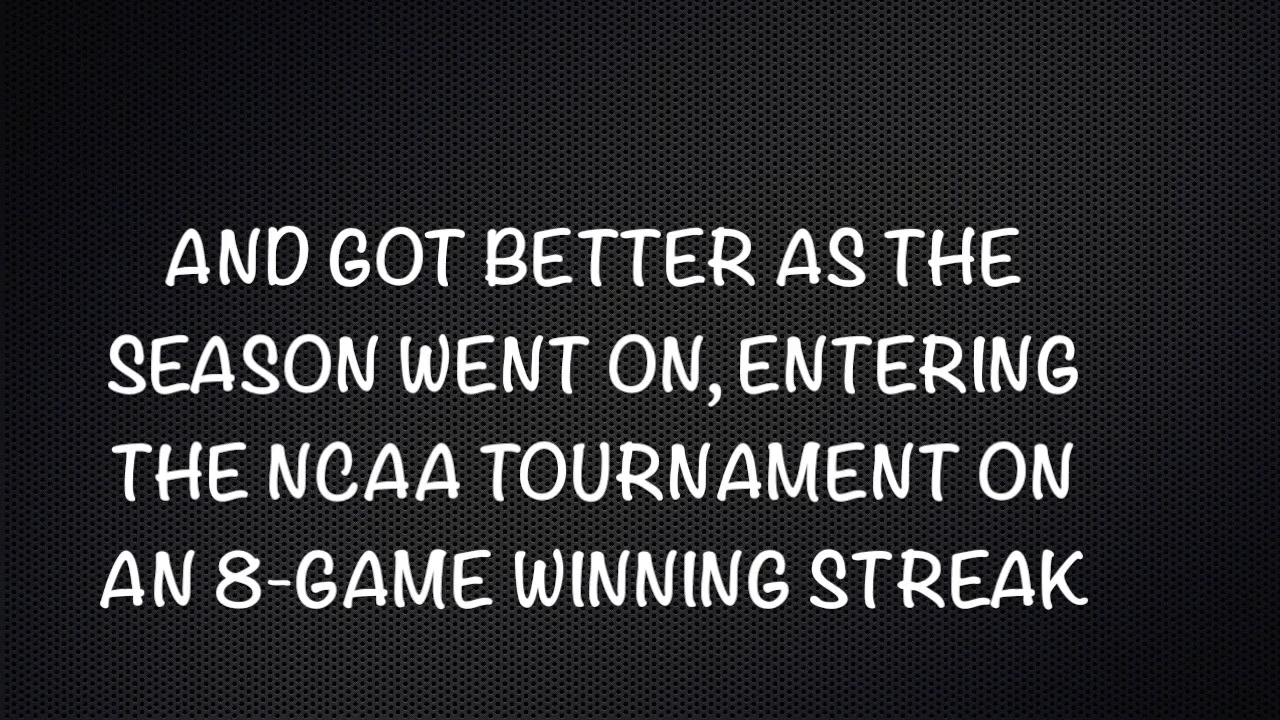 AND GOT BETTER AS THE
SEASON WENT ON, ENTERING
THE NCAA TOURNAMENT ON
AN 8-GAME WINNING STREAK